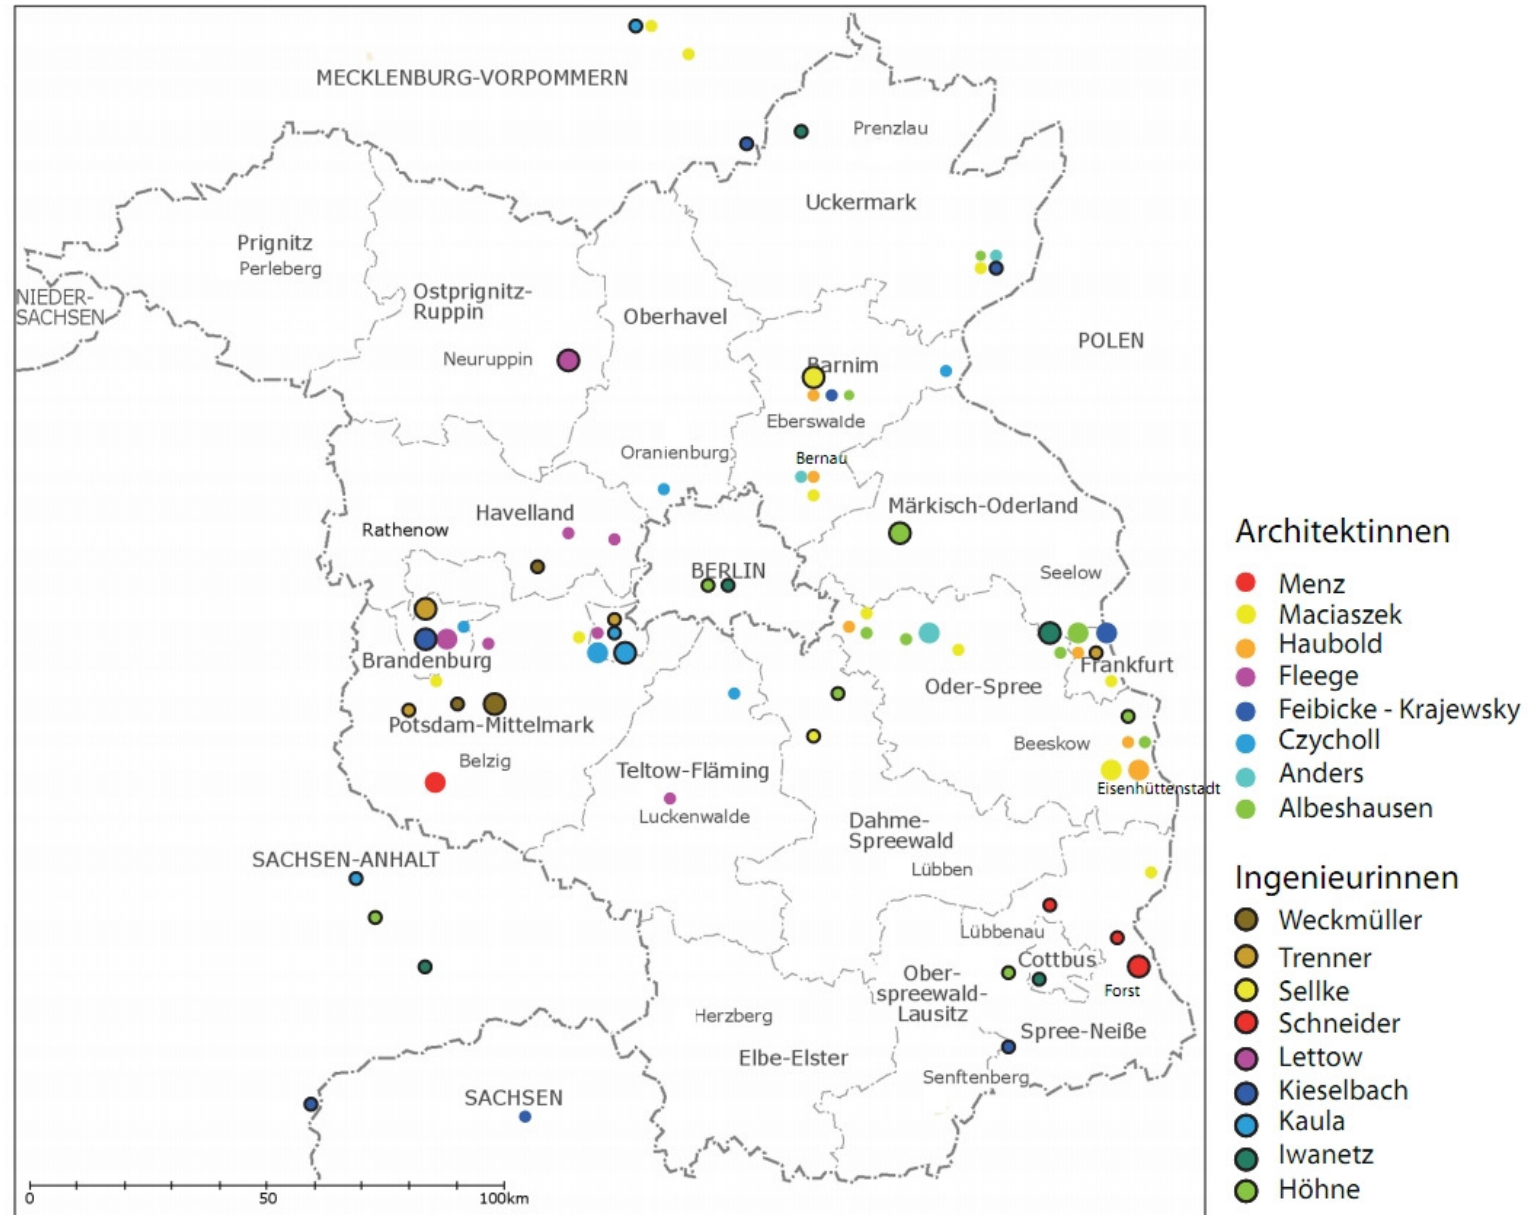 MECKLENBURG-VORPOMMERN
Prenzlau
Uckermark
Prignitz
Perleberg
NIEDER-
SACHSEN
Ostprignitz-
Ruppin
Oberhavel
POLEN
Neuruppin
Barnim
Eberswalde
Oranienburg
Bernau
Havelland
Märkisch-Oderland
Rathenow
BERLIN
Seelow
Brandenburg
Frankfurt
Oder-Spree
Potsdam-Mittelmark
Beeskow
Belzig
Teltow-Fläming
Eisenhüttenstadt
Luckenwalde
Dahme-
Spreewald
SACHSEN-ANHALT
Lübben
Lübbenau
Cottbus
Ober-
spreewald-
Lausitz
Forst
Herzberg
Spree-Neiße
Elbe-Elster
Senftenberg
SACHSEN
0 50 100km
Architektinnen
Menz
Maciaszek
Haubold
Fleege
Feibicke - Krajewsky
Czycholl
Anders
Albeshausen
Ingenieurinnen
Weckmüller
Trenner
Sellke
Schneider
Lettow
Kieselbach
Kaula
Iwanetz
Höhne